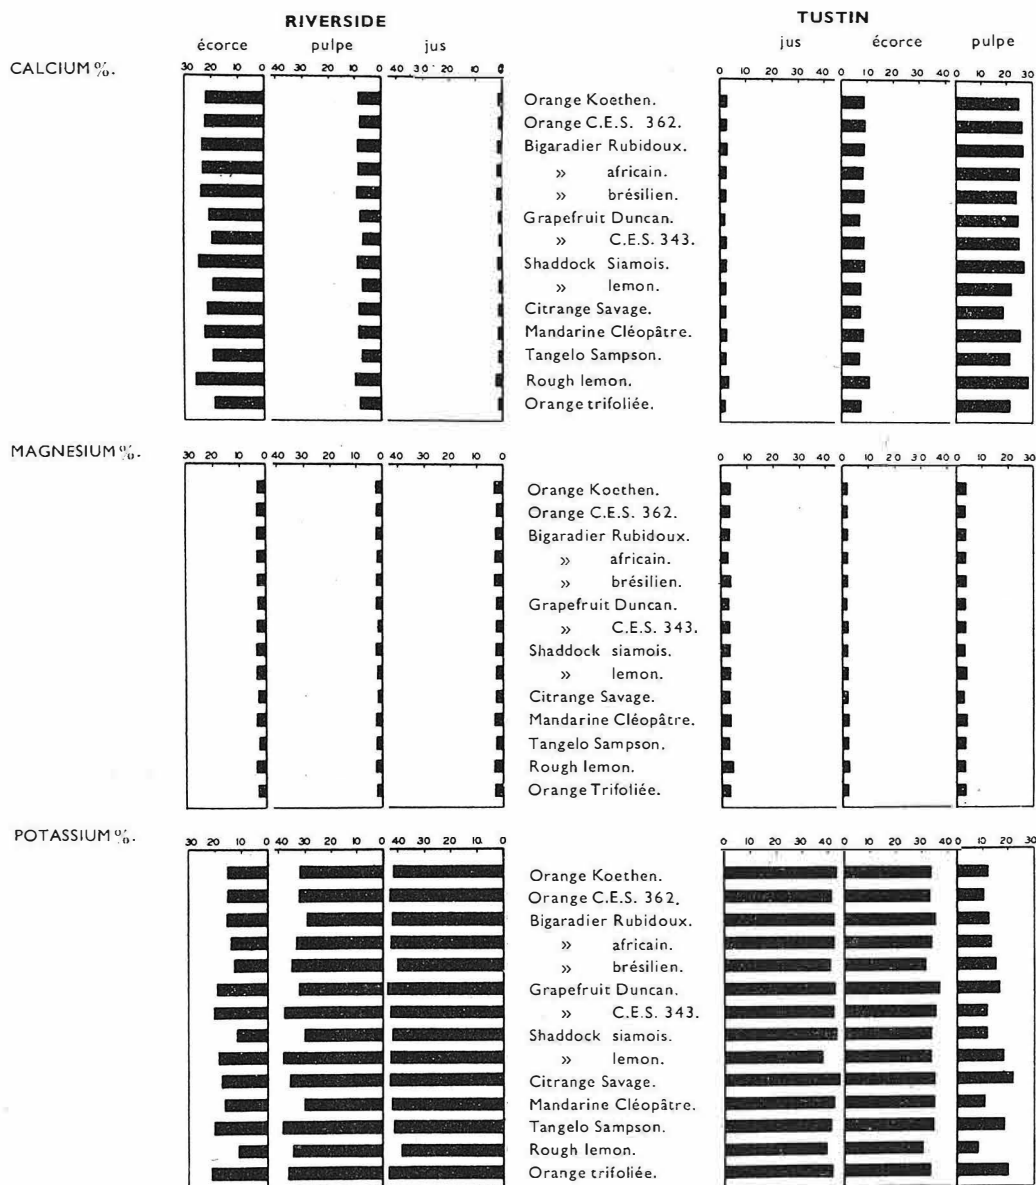 RIVERSIDE TUSTIN
écorce pulpe jus jus écorce pulpe
CALCIUM %.
30 20 10 0 40 30 20 10 0 40 30 20 10 0 0 10 20 30 40 0 10 20 30 40 0 10 20 30
Orange Koethen.
Orange C.E.S. 362.
Bigaradier Rubidoux.
» africain.
» brésilien.
Grapefruit Duncan.
» C.E.S. 343.
Shaddock Siamois.
» lemon.
Citrange Savage.
Mandarine Cléopâtre.
Tangelo Sampson.
Rough lemon.
Orange trifoliée.
MAGNESIUM %.
30 20 10 0 40 30 20 10 0 40 30 20 10 0 0 10 20 30 40 0 10 20 30 40 0 10 20 30
Orange Koethen.
Orange C.E.S. 362.
Bigaradier Rubidoux.
» africain.
» brésilien.
Grapefruit Duncan.
» C.E.S. 343.
Shaddock siamois.
» lemon.
Citrange Savage.
Mandarine Cléopâtre.
Tangelo Sampson.
Rough lemon.
Orange Trifoliée.
POTASSIUM %.
30 20 10 0 40 30 20 10 0 40 30 20 10 0 0 10 20 30 40 0 10 20 30 40 0 10 20 30
Orange Koethen.
Orange C.E.S. 362.
Bigaradier Rubidoux.
» africain.
» brésilien.
Grapefruit Duncan.
» C.E.S. 343.
Shaddock siamois.
» lemon.
Citrange Savage.
Mandarine Cléopâtre.
Tangelo Sampson.
Rough lemon.
Orange trifoliée.